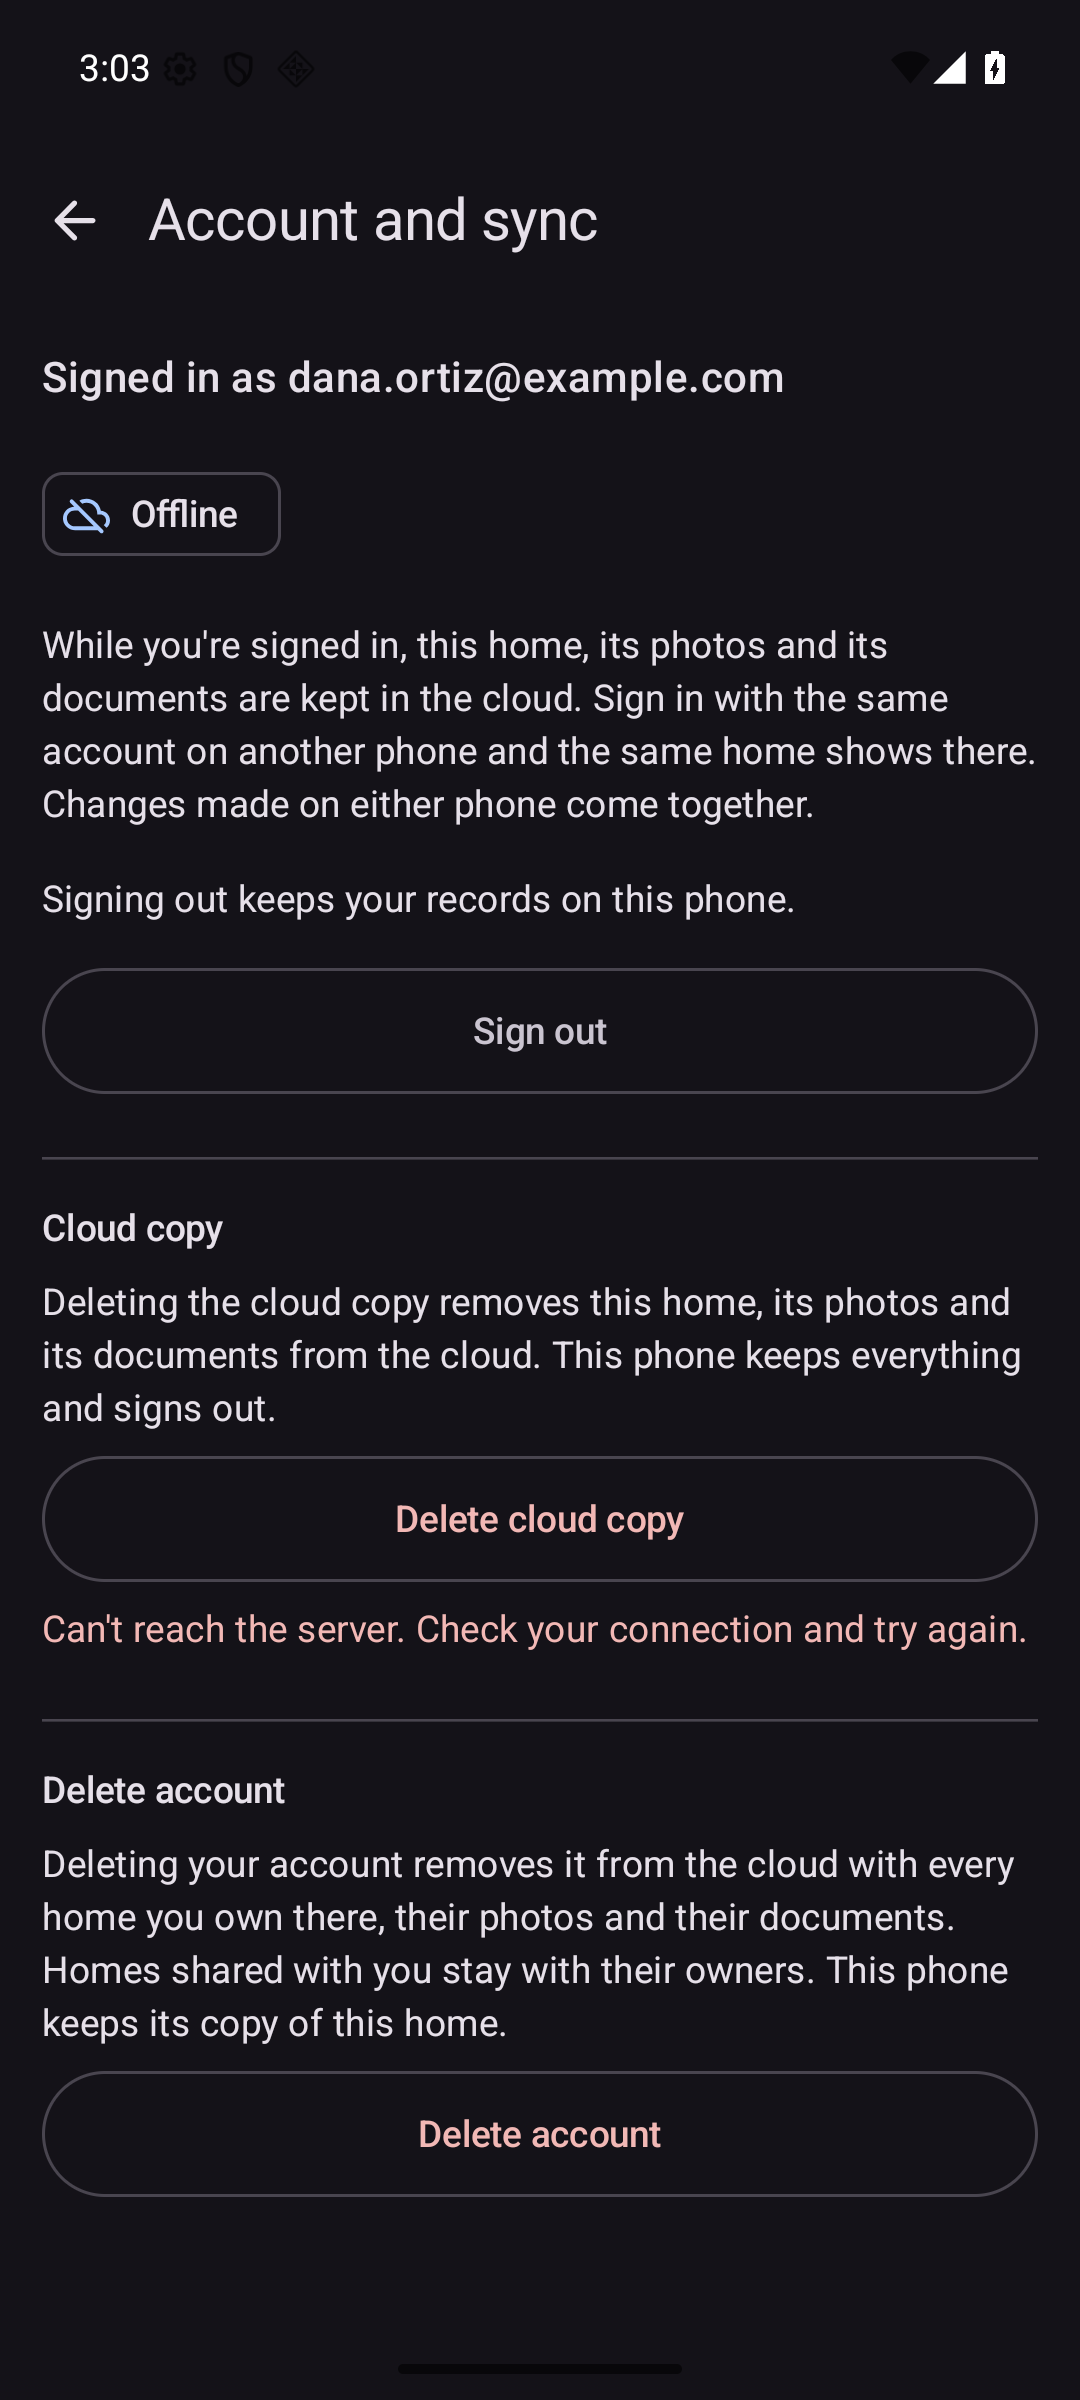 3:03
Account and sync
Signed in as dana.ortiz@example.com
Offline
While you're signed in, this home, its photos and its
documents are kept in the cloud. Sign in with the same
account on another phone and the same home shows there.
Changes made on either phone come together.
Signing out keeps your records on this phone.
Sign out
Cloud copy
Deleting the cloud copy removes this home, its photos and
its documents from the cloud. This phone keeps everything
and signs out.
Delete cloud copy
Can't reach the server. Check your connection and try again.
Delete account
Deleting your account removes it from the cloud with every
home you own there, their photos and their documents.
Homes shared with you stay with their owners. This phone
keeps its copy of this home.
Delete account